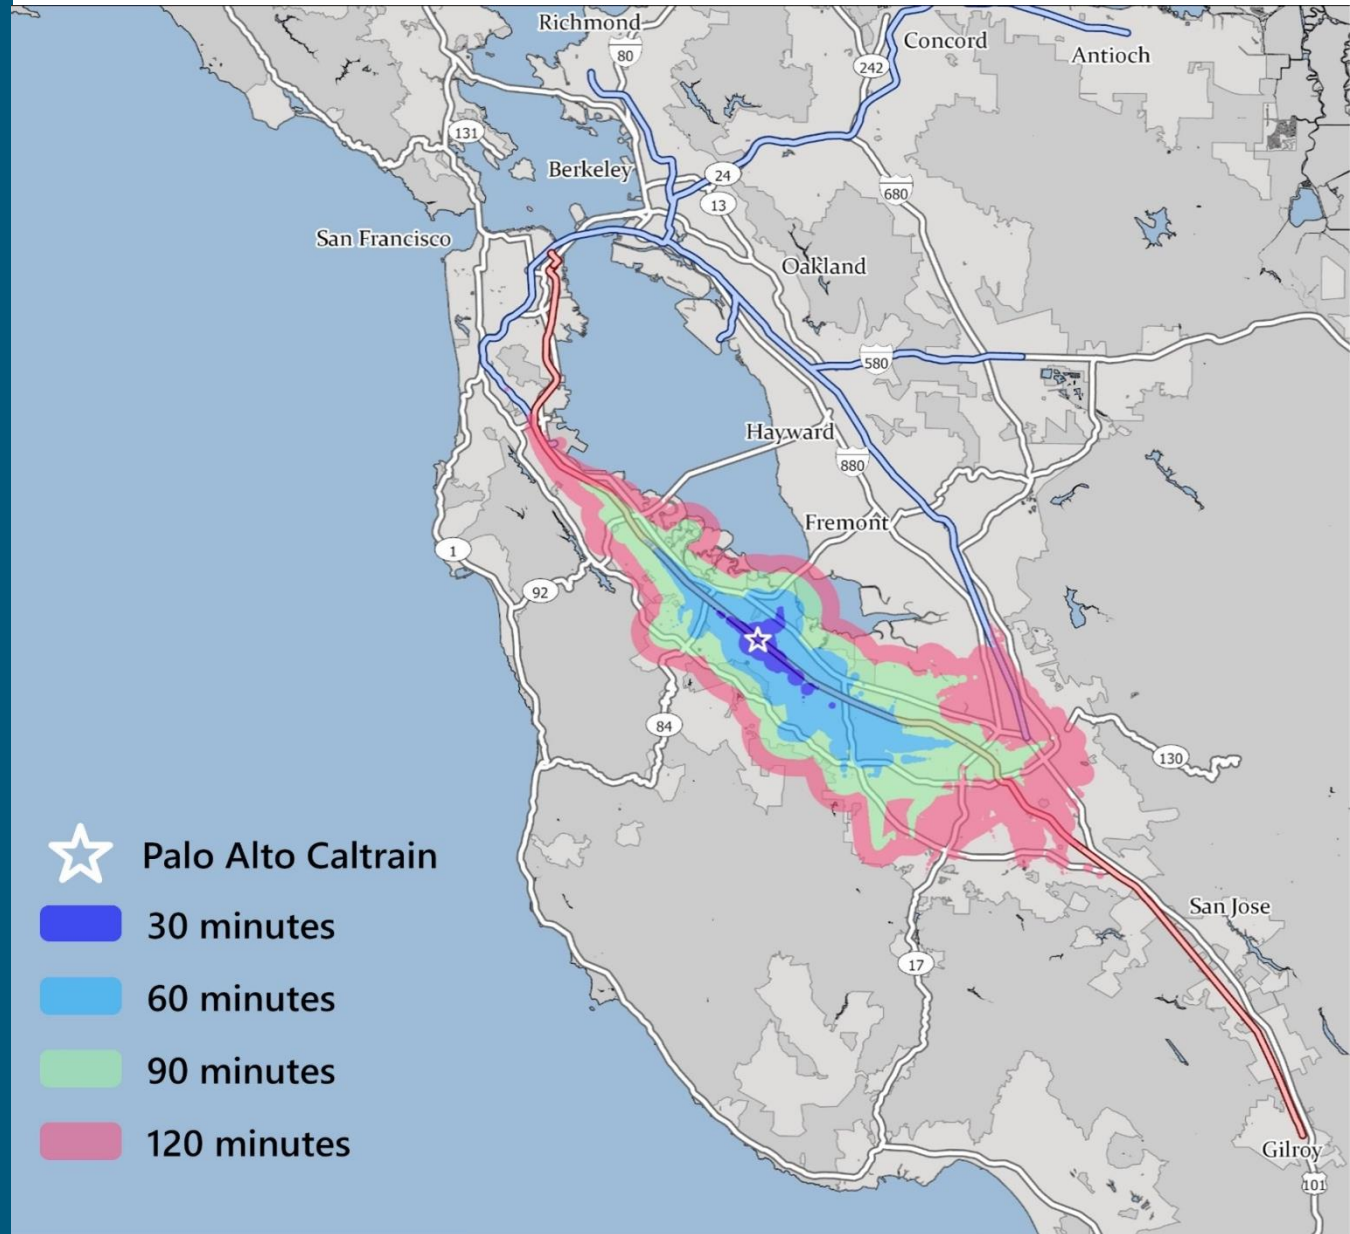 Richmond
80
Concord
242
Antioch
131
Berkeley
24
13
680
San Francisco
Oakland
580
Hayward
880
Fremont
1
92
84
130
Palo Alto Caltrain
30 minutes
San Jose
17
60 minutes
90 minutes
120 minutes
Gilroy
101